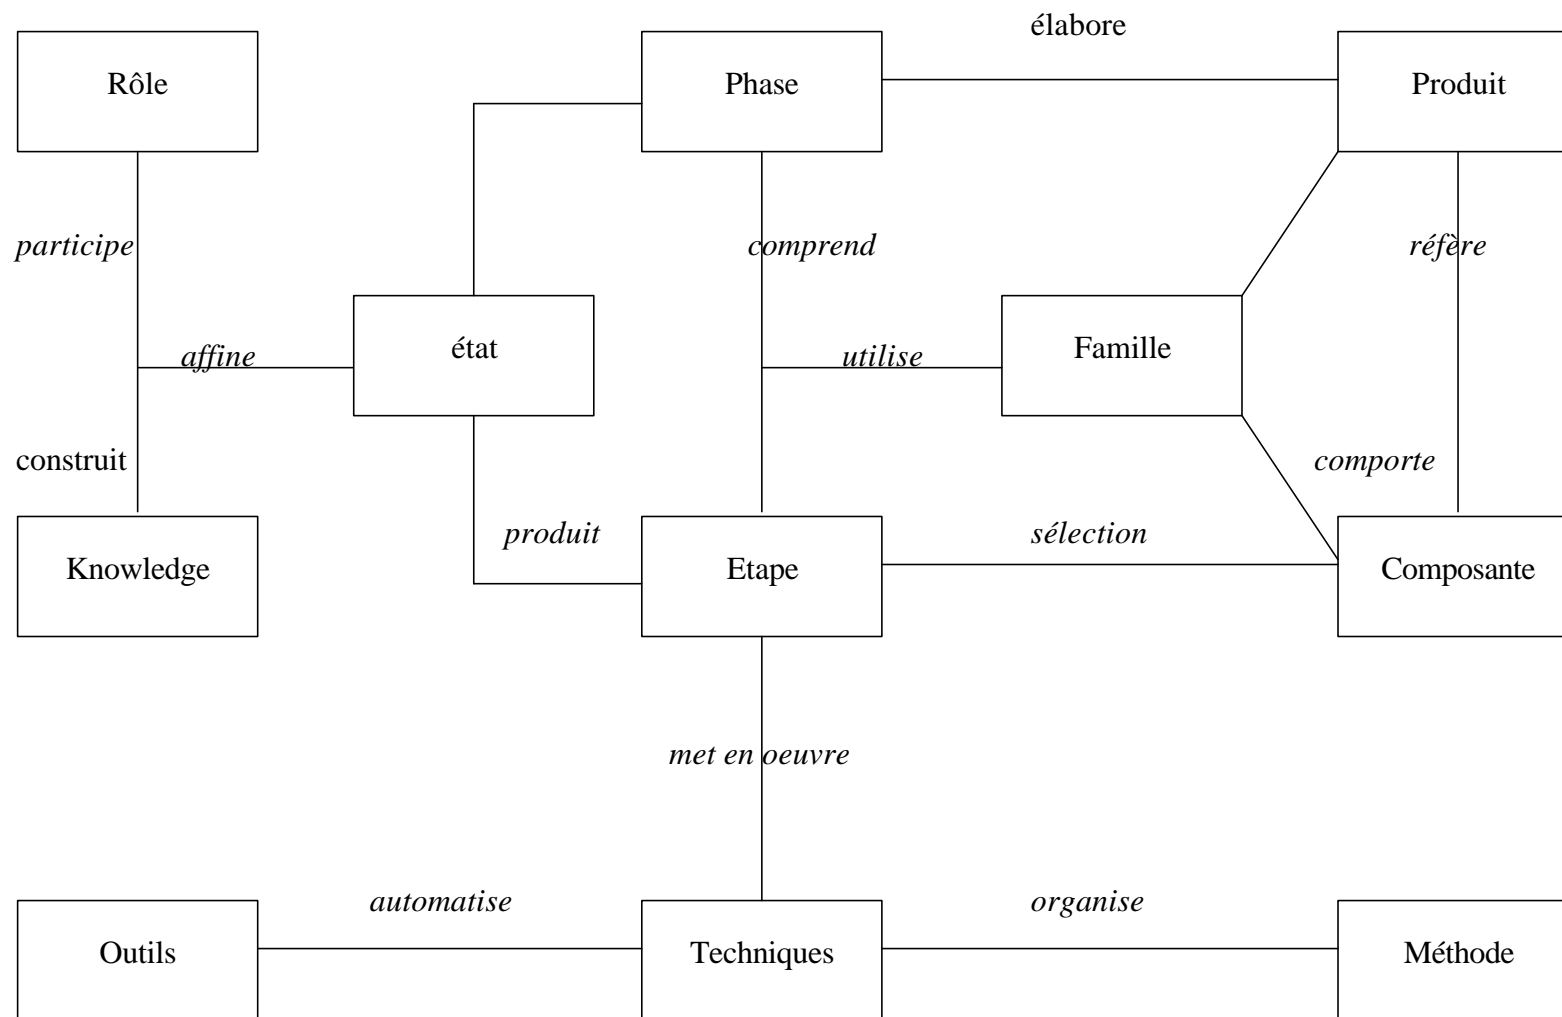 élabore
Rôle
Phase
Produit
participe
comprend
réfère
affine
état
utilise
Famille
construit
comporte
produit
sélection
Knowledge
Etape
Composante
met en oeuvre
automatise
organise
Outils
Techniques
Méthode